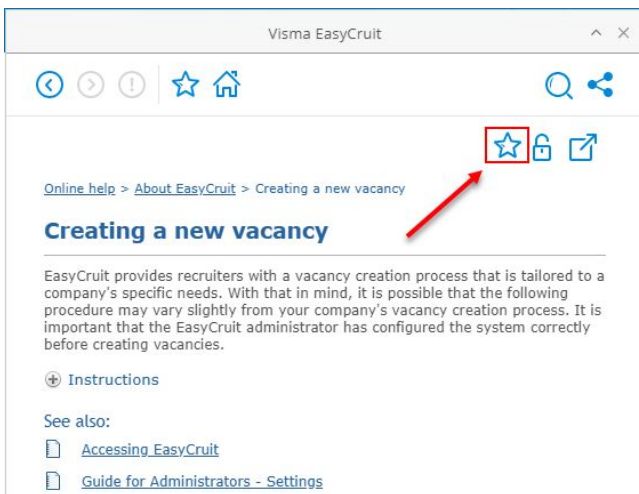 Visma EasyCruit
Online help > About EasyCruit > Creating a new vacancy
Creating a new vacancy
EasyCruit provides recruiters with a vacancy creation process that is tailored to a
company's specific needs. With that in mind, it is possible that the following
procedure may vary slightly from your company's vacancy creation process. It is
important that the EasyCruit administrator has configured the system correctly
before creating vacancies.
Instructions
See also:
Accessing EasyCruit
Guide for Administrators - Settings